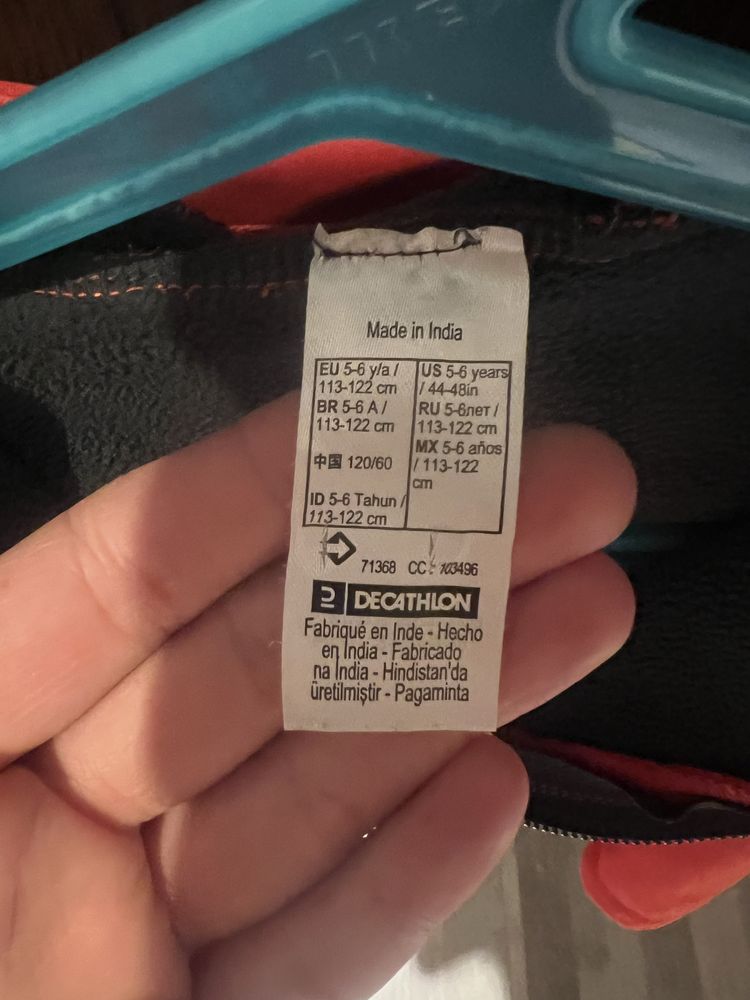 Made in India
EU 5-6 y/a /
113-122 cm
BR 5-6 A /
113-122 cm
中国 120/60
ID 5-6 Tahun /
113-122 cm
US 5-6 years
/ 44-48in
RU 5-6лет /
113-122 cm
MX 5-6 años
/ 113-122
cm
71368 CC: 103496
DECATHLON
Fabriqué en Inde - Hecho
en India - Fabricado
na Índia - Hindistan'da
üretilmiştir - Pagaminta